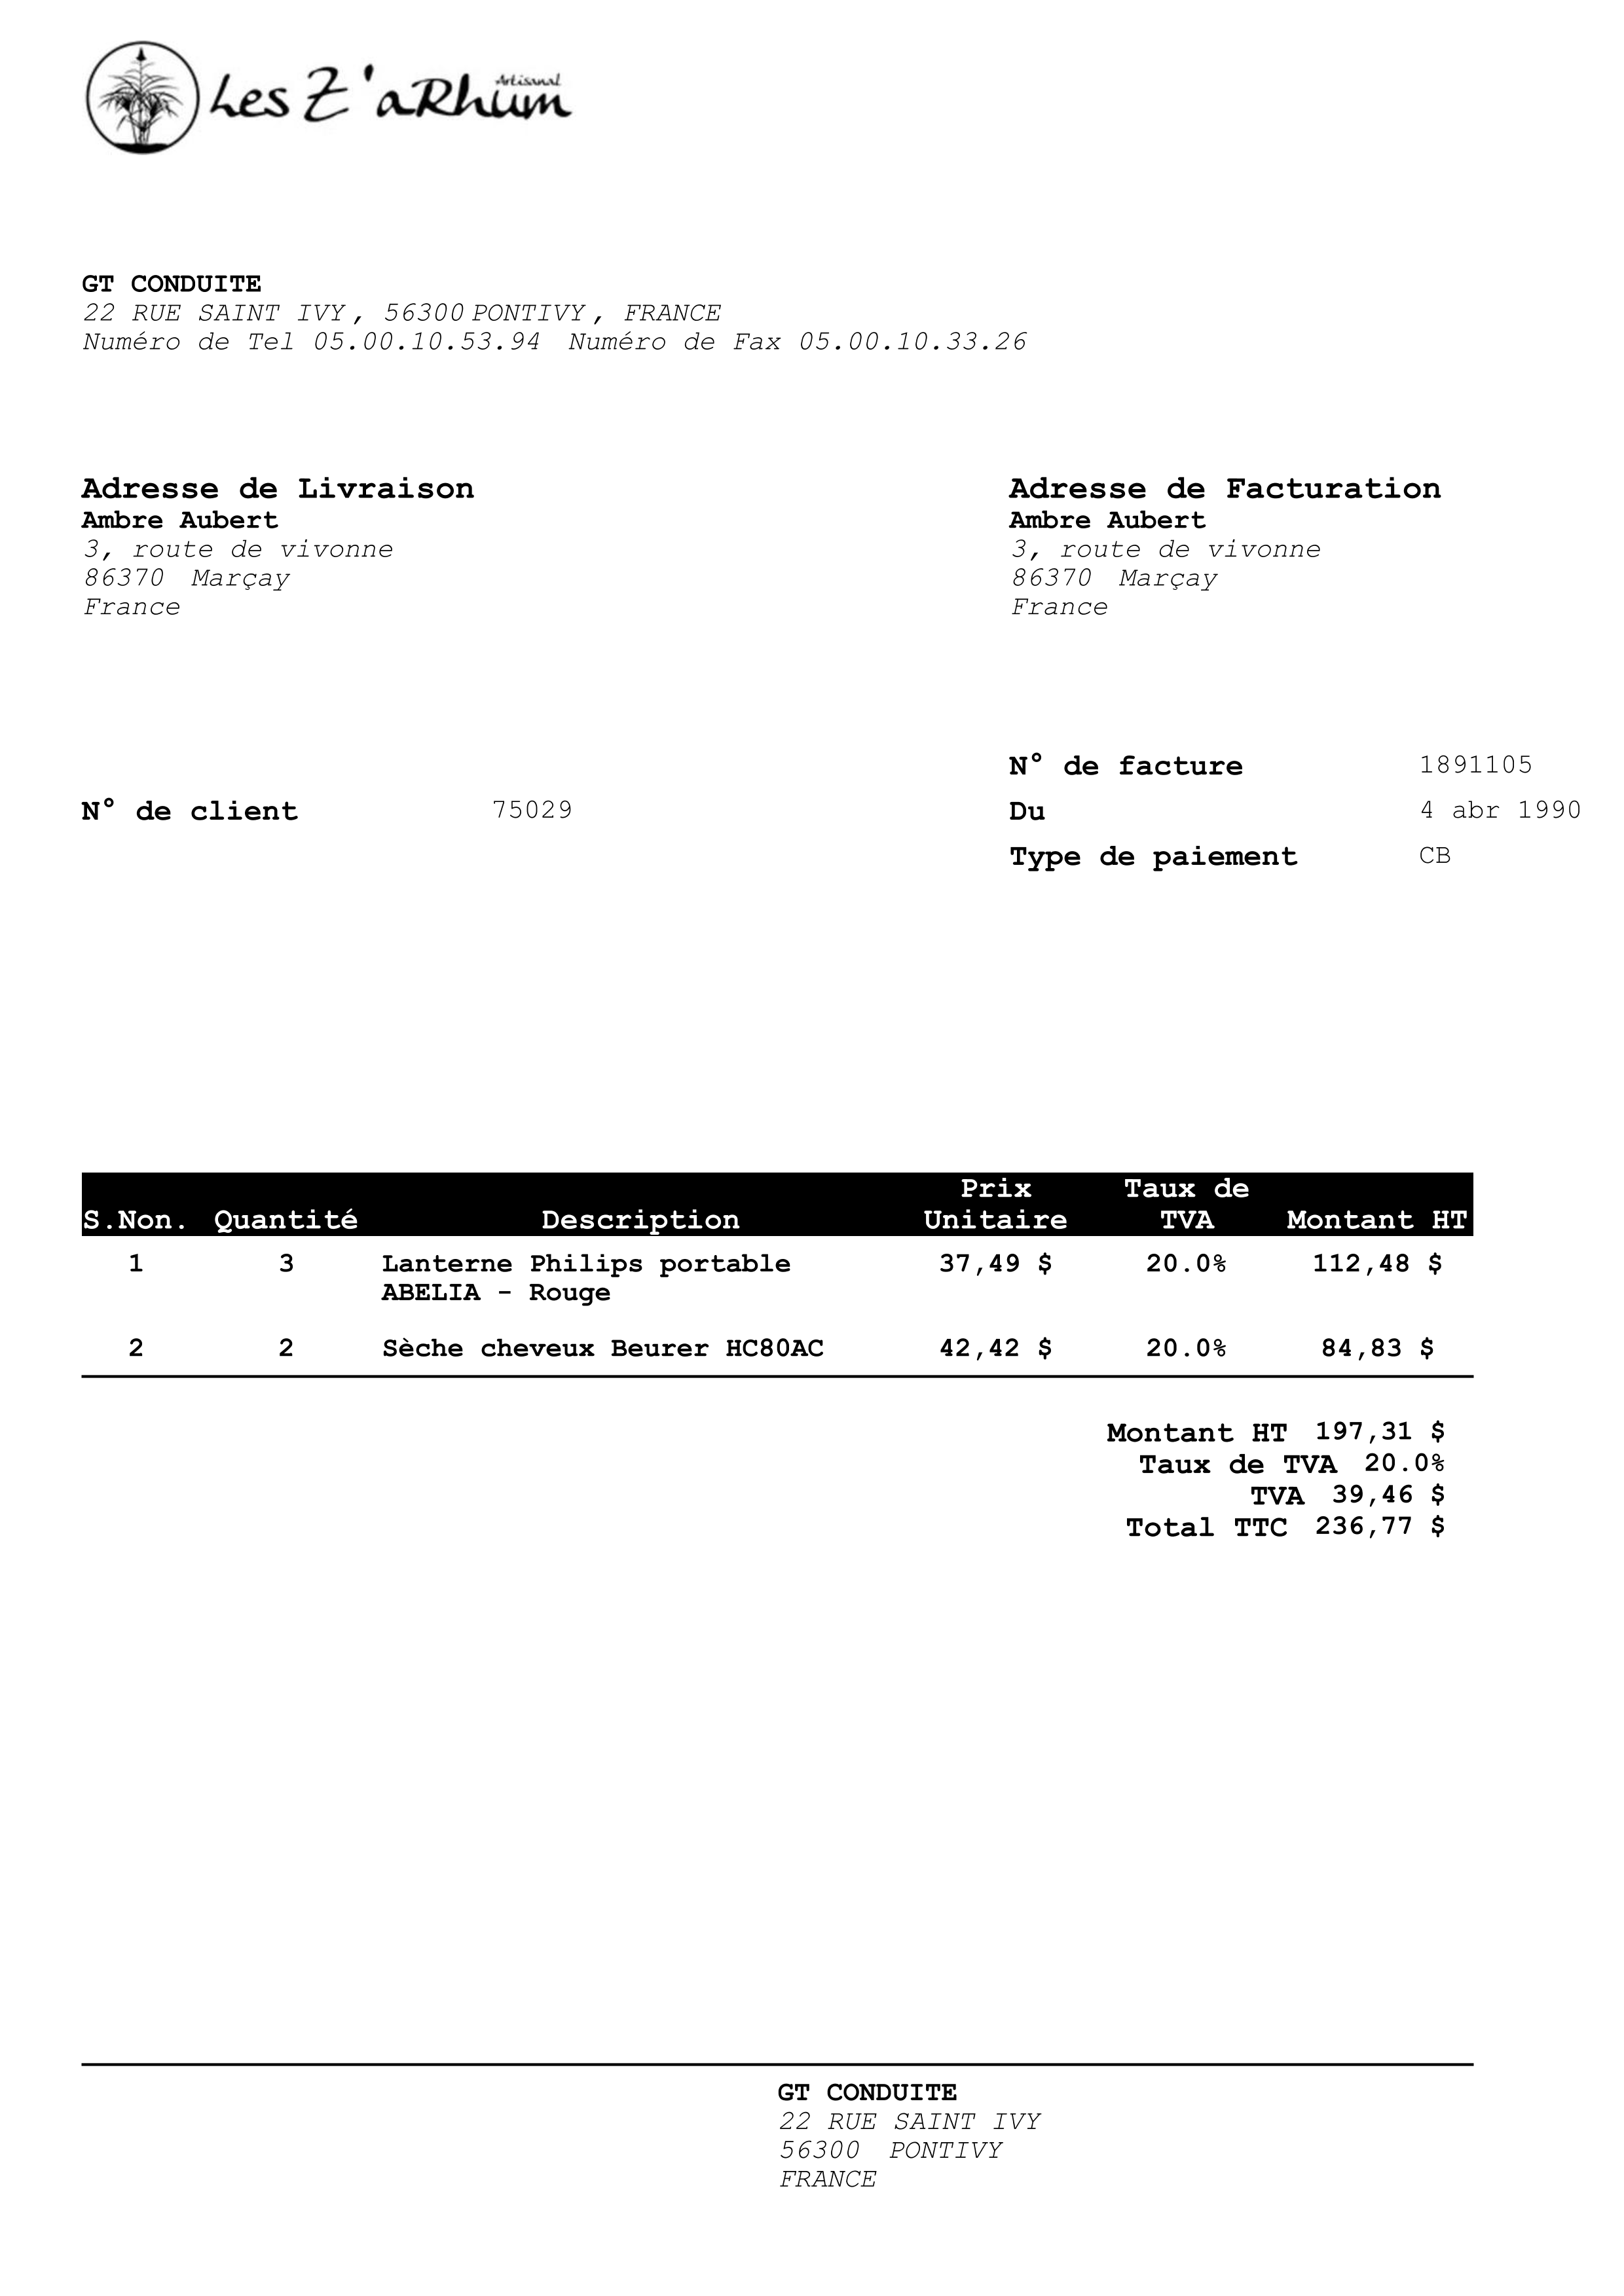 Les Z'aRhum Artisanal
GT CONDUITE
22 RUE SAINT IVY, 56300 PONTIVY, FRANCE
Numéro de Tel 05.00.10.53.94 Numéro de Fax 05.00.10.33.26
Adresse de Livraison
Ambre Aubert
3, route de vivonne
86370 Marçay
France
Adresse de Facturation
Ambre Aubert
3, route de vivonne
86370 Marçay
France
N° de client 75029
N° de facture 1891105
Du 4 abr 1990
Type de paiement CB
S.Non. Quantité Description Prix Unitaire Taux de TVA Montant HT
1 3 Lanterne Philips portable 37,49 $ 20.0% 112,48 $
ABELIA - Rouge
2 2 Sèche cheveux Beurer HC80AC 42,42 $ 20.0% 84,83 $
Montant HT 197,31 $
Taux de TVA 20.0%
TVA 39,46 $
Total TTC 236,77 $
GT CONDUITE
22 RUE SAINT IVY
56300 PONTIVY
FRANCE